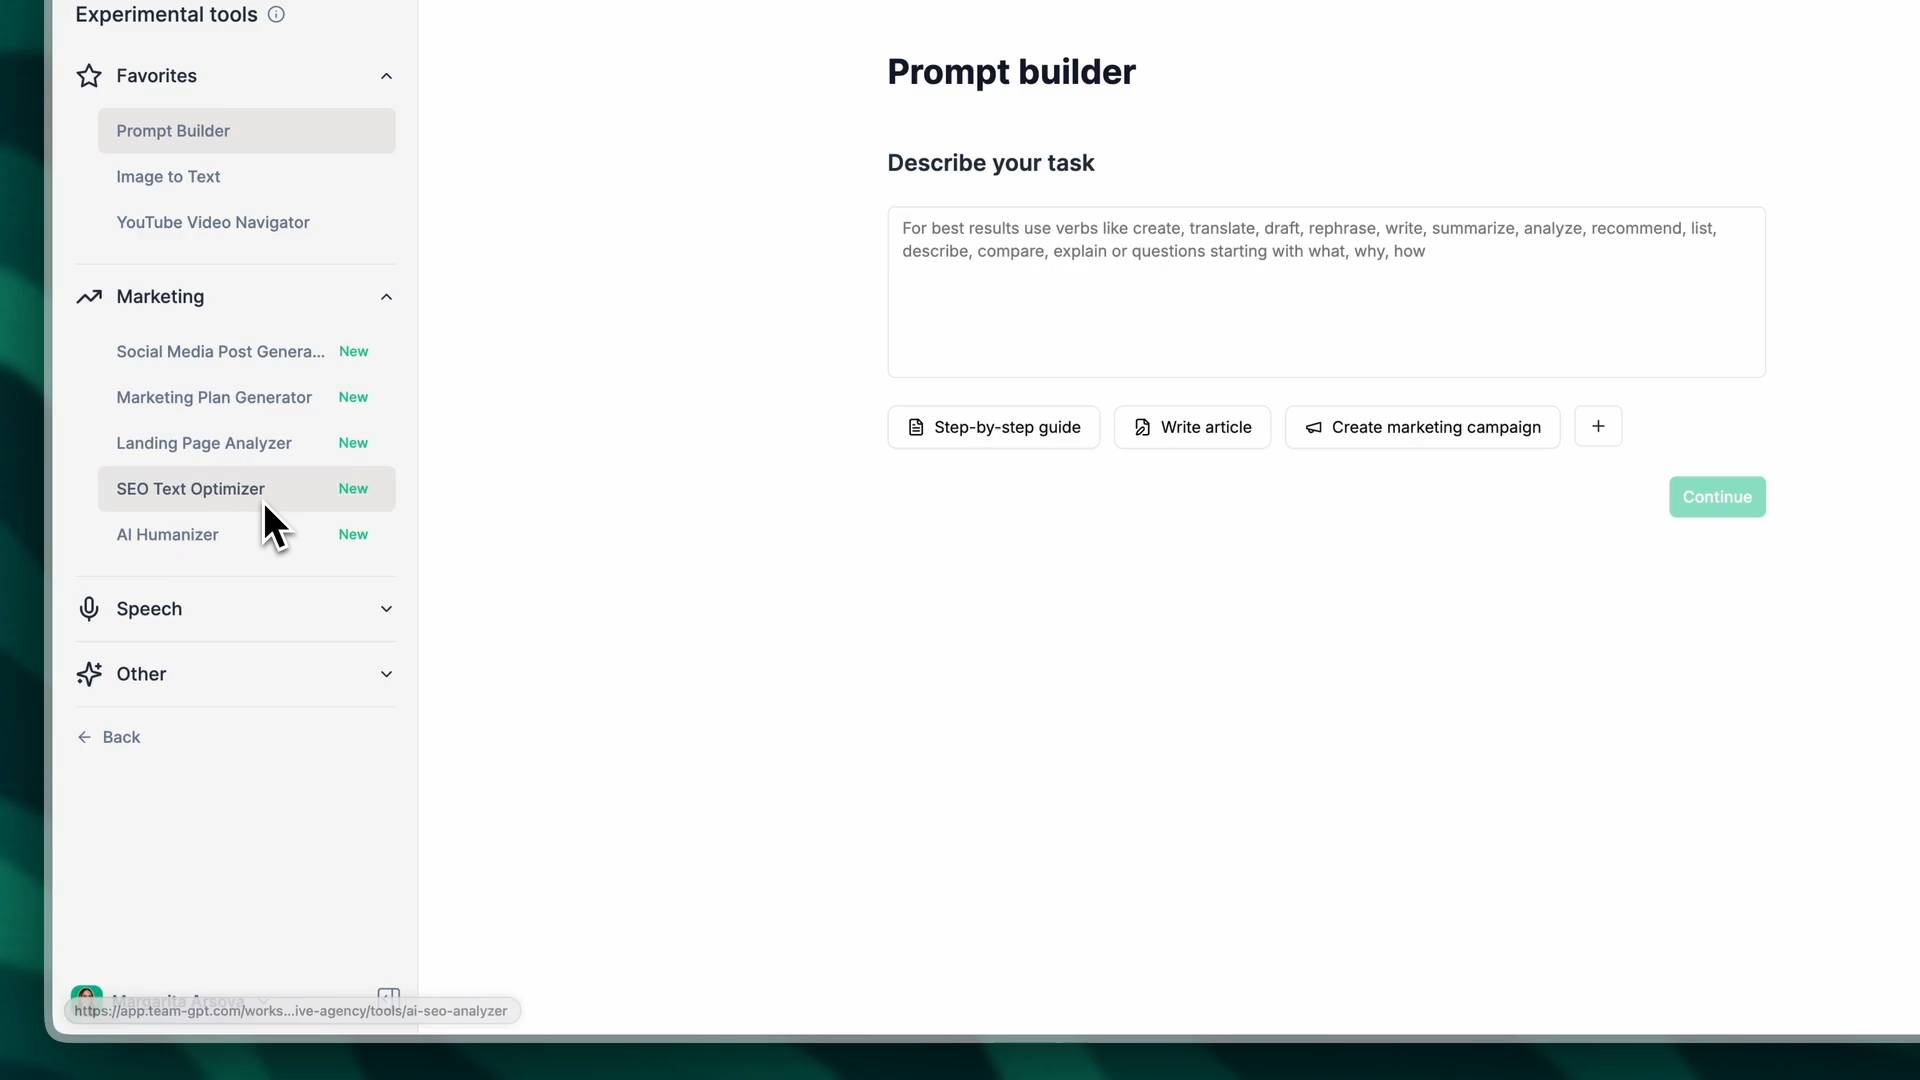 Experimental tools
Favorites
Prompt Builder
Image to Text
YouTube Video Navigator
Marketing
Social Media Post Genera... New
Marketing Plan Generator New
Landing Page Analyzer New
SEO Text Optimizer New
AI Humanizer New
Speech
Other
Back
Margarita Arsova
https://app.team-gpt.com/works...ive-agency/tools/ai-seo-analyzer
Prompt builder
Describe your task
For best results use verbs like create, translate, draft, rephrase, write, summarize, analyze, recommend, list,
describe, compare, explain or questions starting with what, why, how
Step-by-step guide Write article Create marketing campaign +
Continue